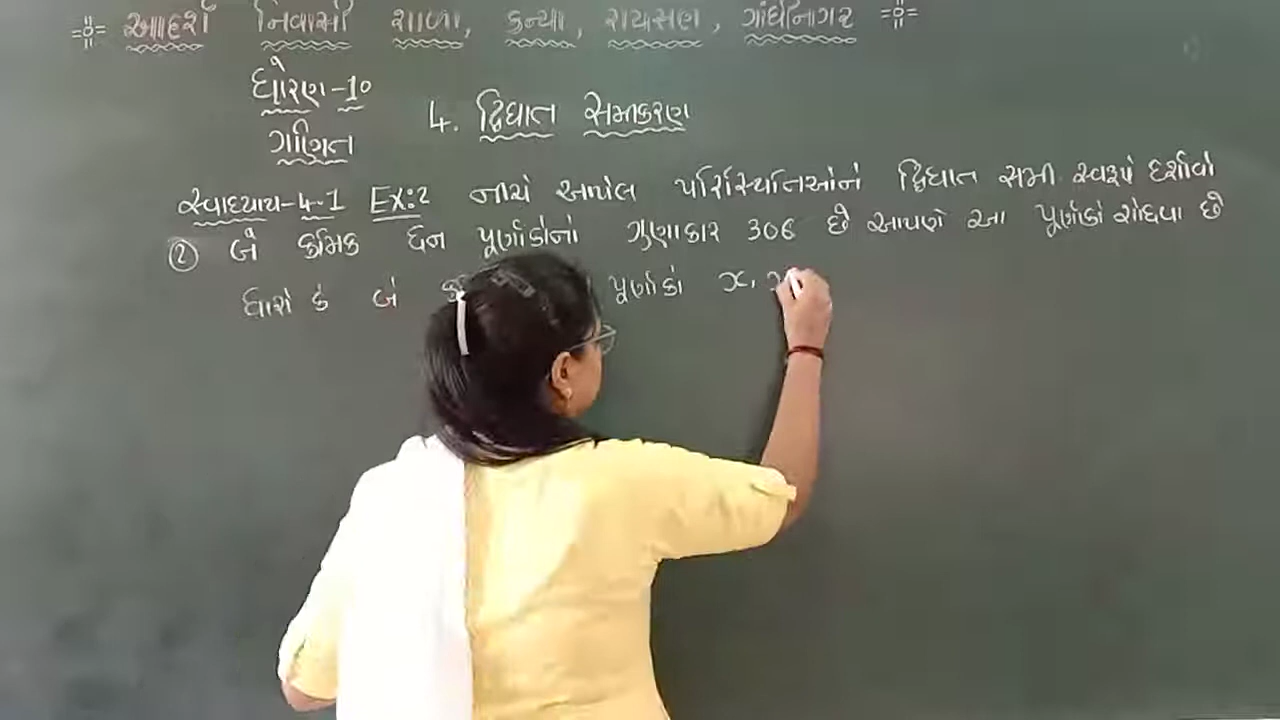 આદર્શ નિવાસી શાળા, કન્યા, રાયસણ, ગાંધીનગર
ધોરણ-10
ગણિત
4. દ્વિઘાત સમીકરણ
સ્વાધ્યાય-4.1 EX:2 નીચે આપેલ પરિસ્થિતિઓને દ્વિઘાત સમી સ્વરૂપે દર્શાવો
② બે ક્રમિક ધન પૂર્ણાંકોનો ગુણાકાર 306 છે આપણે આ પૂર્ણાંકો શોધવા છે
ધારો કે બે પૂર્ણાંકો x,